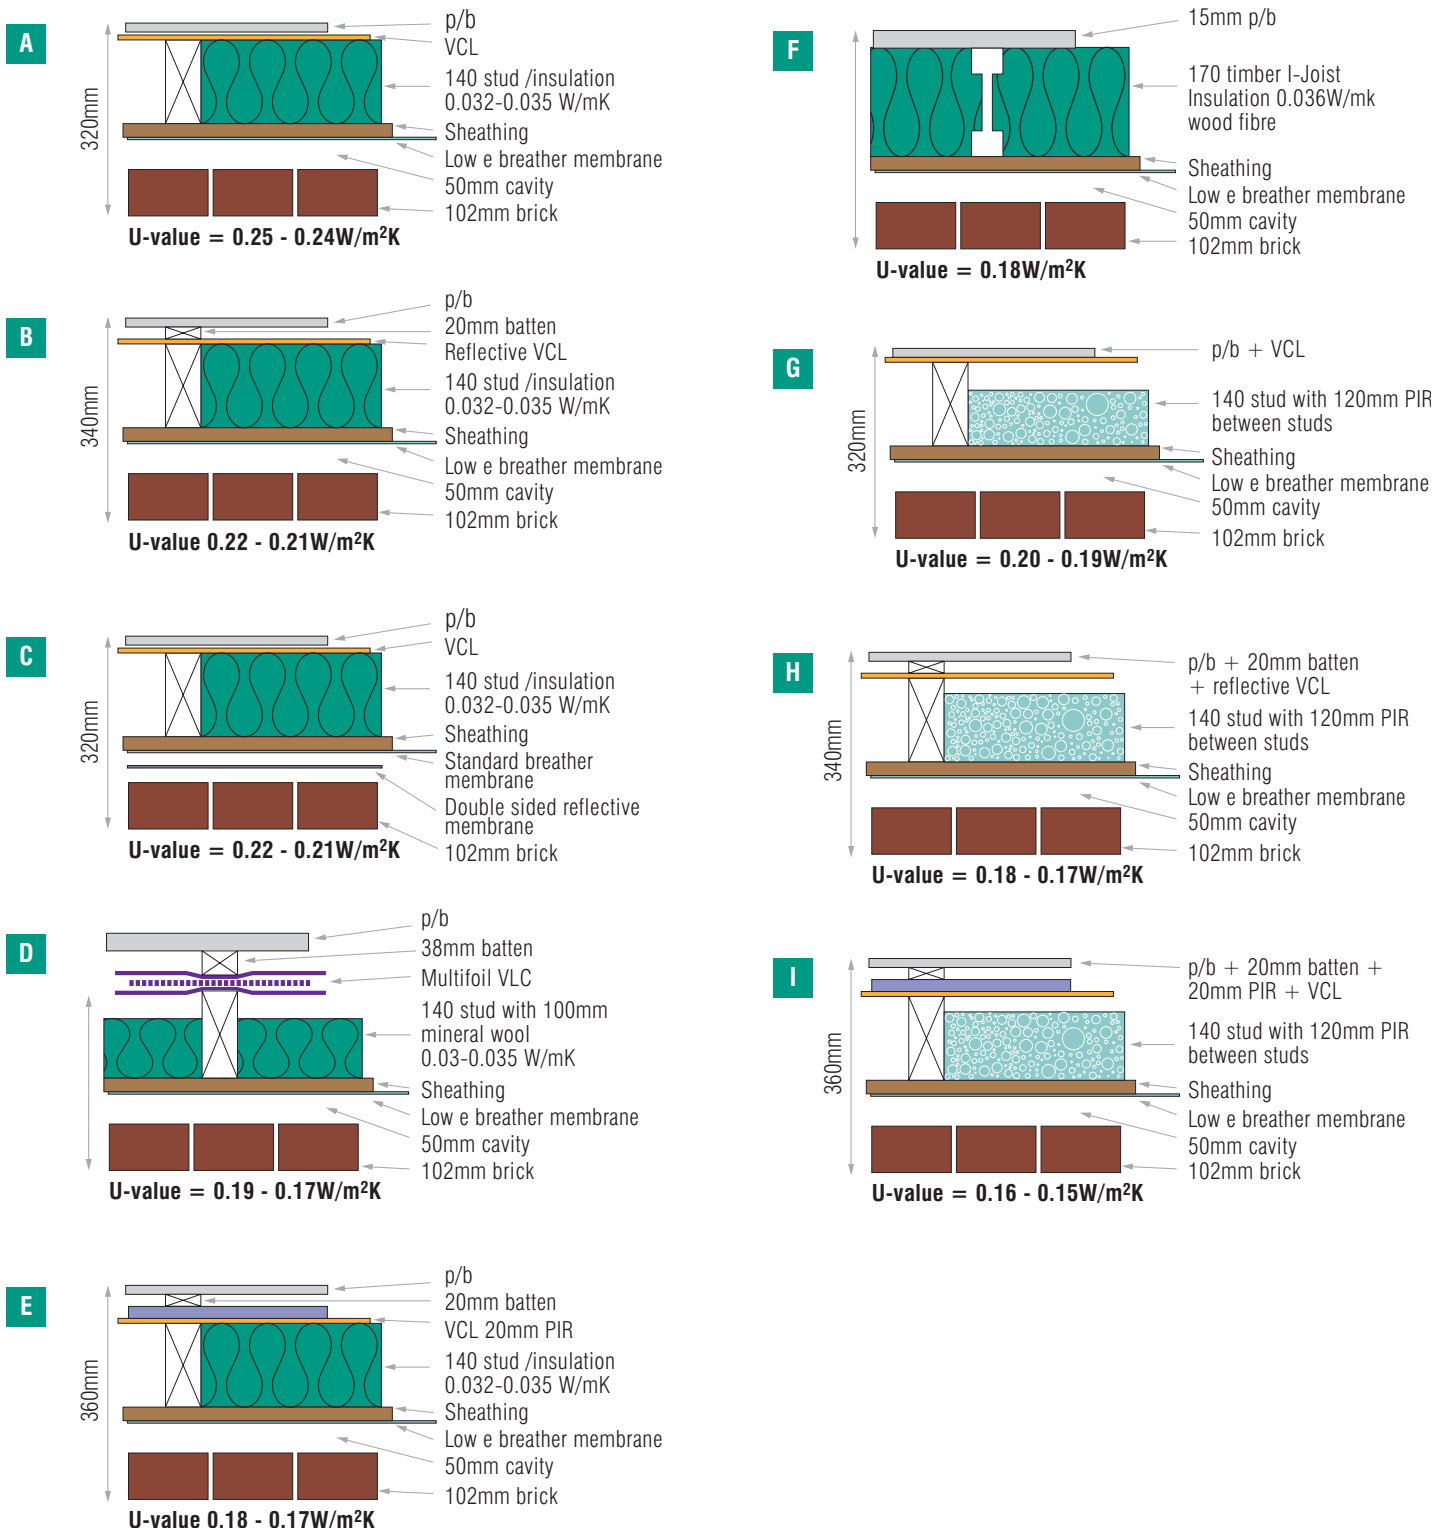 A
p/b
VCL
140 stud /insulation
0.032-0.035 W/mK
Sheathing
Low e breather membrane
50mm cavity
102mm brick
320mm
U-value = 0.25 - 0.24W/m²K
B
p/b
20mm batten
Reflective VCL
140 stud /insulation
0.032-0.035 W/mK
Sheathing
Low e breather membrane
50mm cavity
102mm brick
340mm
U-value 0.22 - 0.21W/m²K
C
p/b
VCL
140 stud /insulation
0.032-0.035 W/mK
Sheathing
Standard breather
membrane
Double sided reflective
membrane
102mm brick
320mm
U-value = 0.22 - 0.21W/m²K
D
p/b
38mm batten
Multifoil VLC
140 stud with 100mm
mineral wool
0.03-0.035 W/mK
Sheathing
Low e breather membrane
50mm cavity
102mm brick
U-value = 0.19 - 0.17W/m²K
E
p/b
20mm batten
VCL 20mm PIR
140 stud /insulation
0.032-0.035 W/mK
Sheathing
Low e breather membrane
50mm cavity
102mm brick
360mm
U-value 0.18 - 0.17W/m²K
F
15mm p/b
170 timber I-Joist
Insulation 0.036W/mk
wood fibre
Sheathing
Low e breather membrane
50mm cavity
102mm brick
U-value = 0.18W/m²K
G
p/b + VCL
140 stud with 120mm PIR
between studs
Sheathing
Low e breather membrane
50mm cavity
102mm brick
320mm
U-value = 0.20 - 0.19W/m²K
H
p/b + 20mm batten
+ reflective VCL
140 stud with 120mm PIR
between studs
Sheathing
Low e breather membrane
50mm cavity
102mm brick
340mm
U-value = 0.18 - 0.17W/m²K
I
p/b + 20mm batten +
20mm PIR + VCL
140 stud with 120mm PIR
between studs
Sheathing
Low e breather membrane
50mm cavity
102mm brick
360mm
U-value = 0.16 - 0.15W/m²K